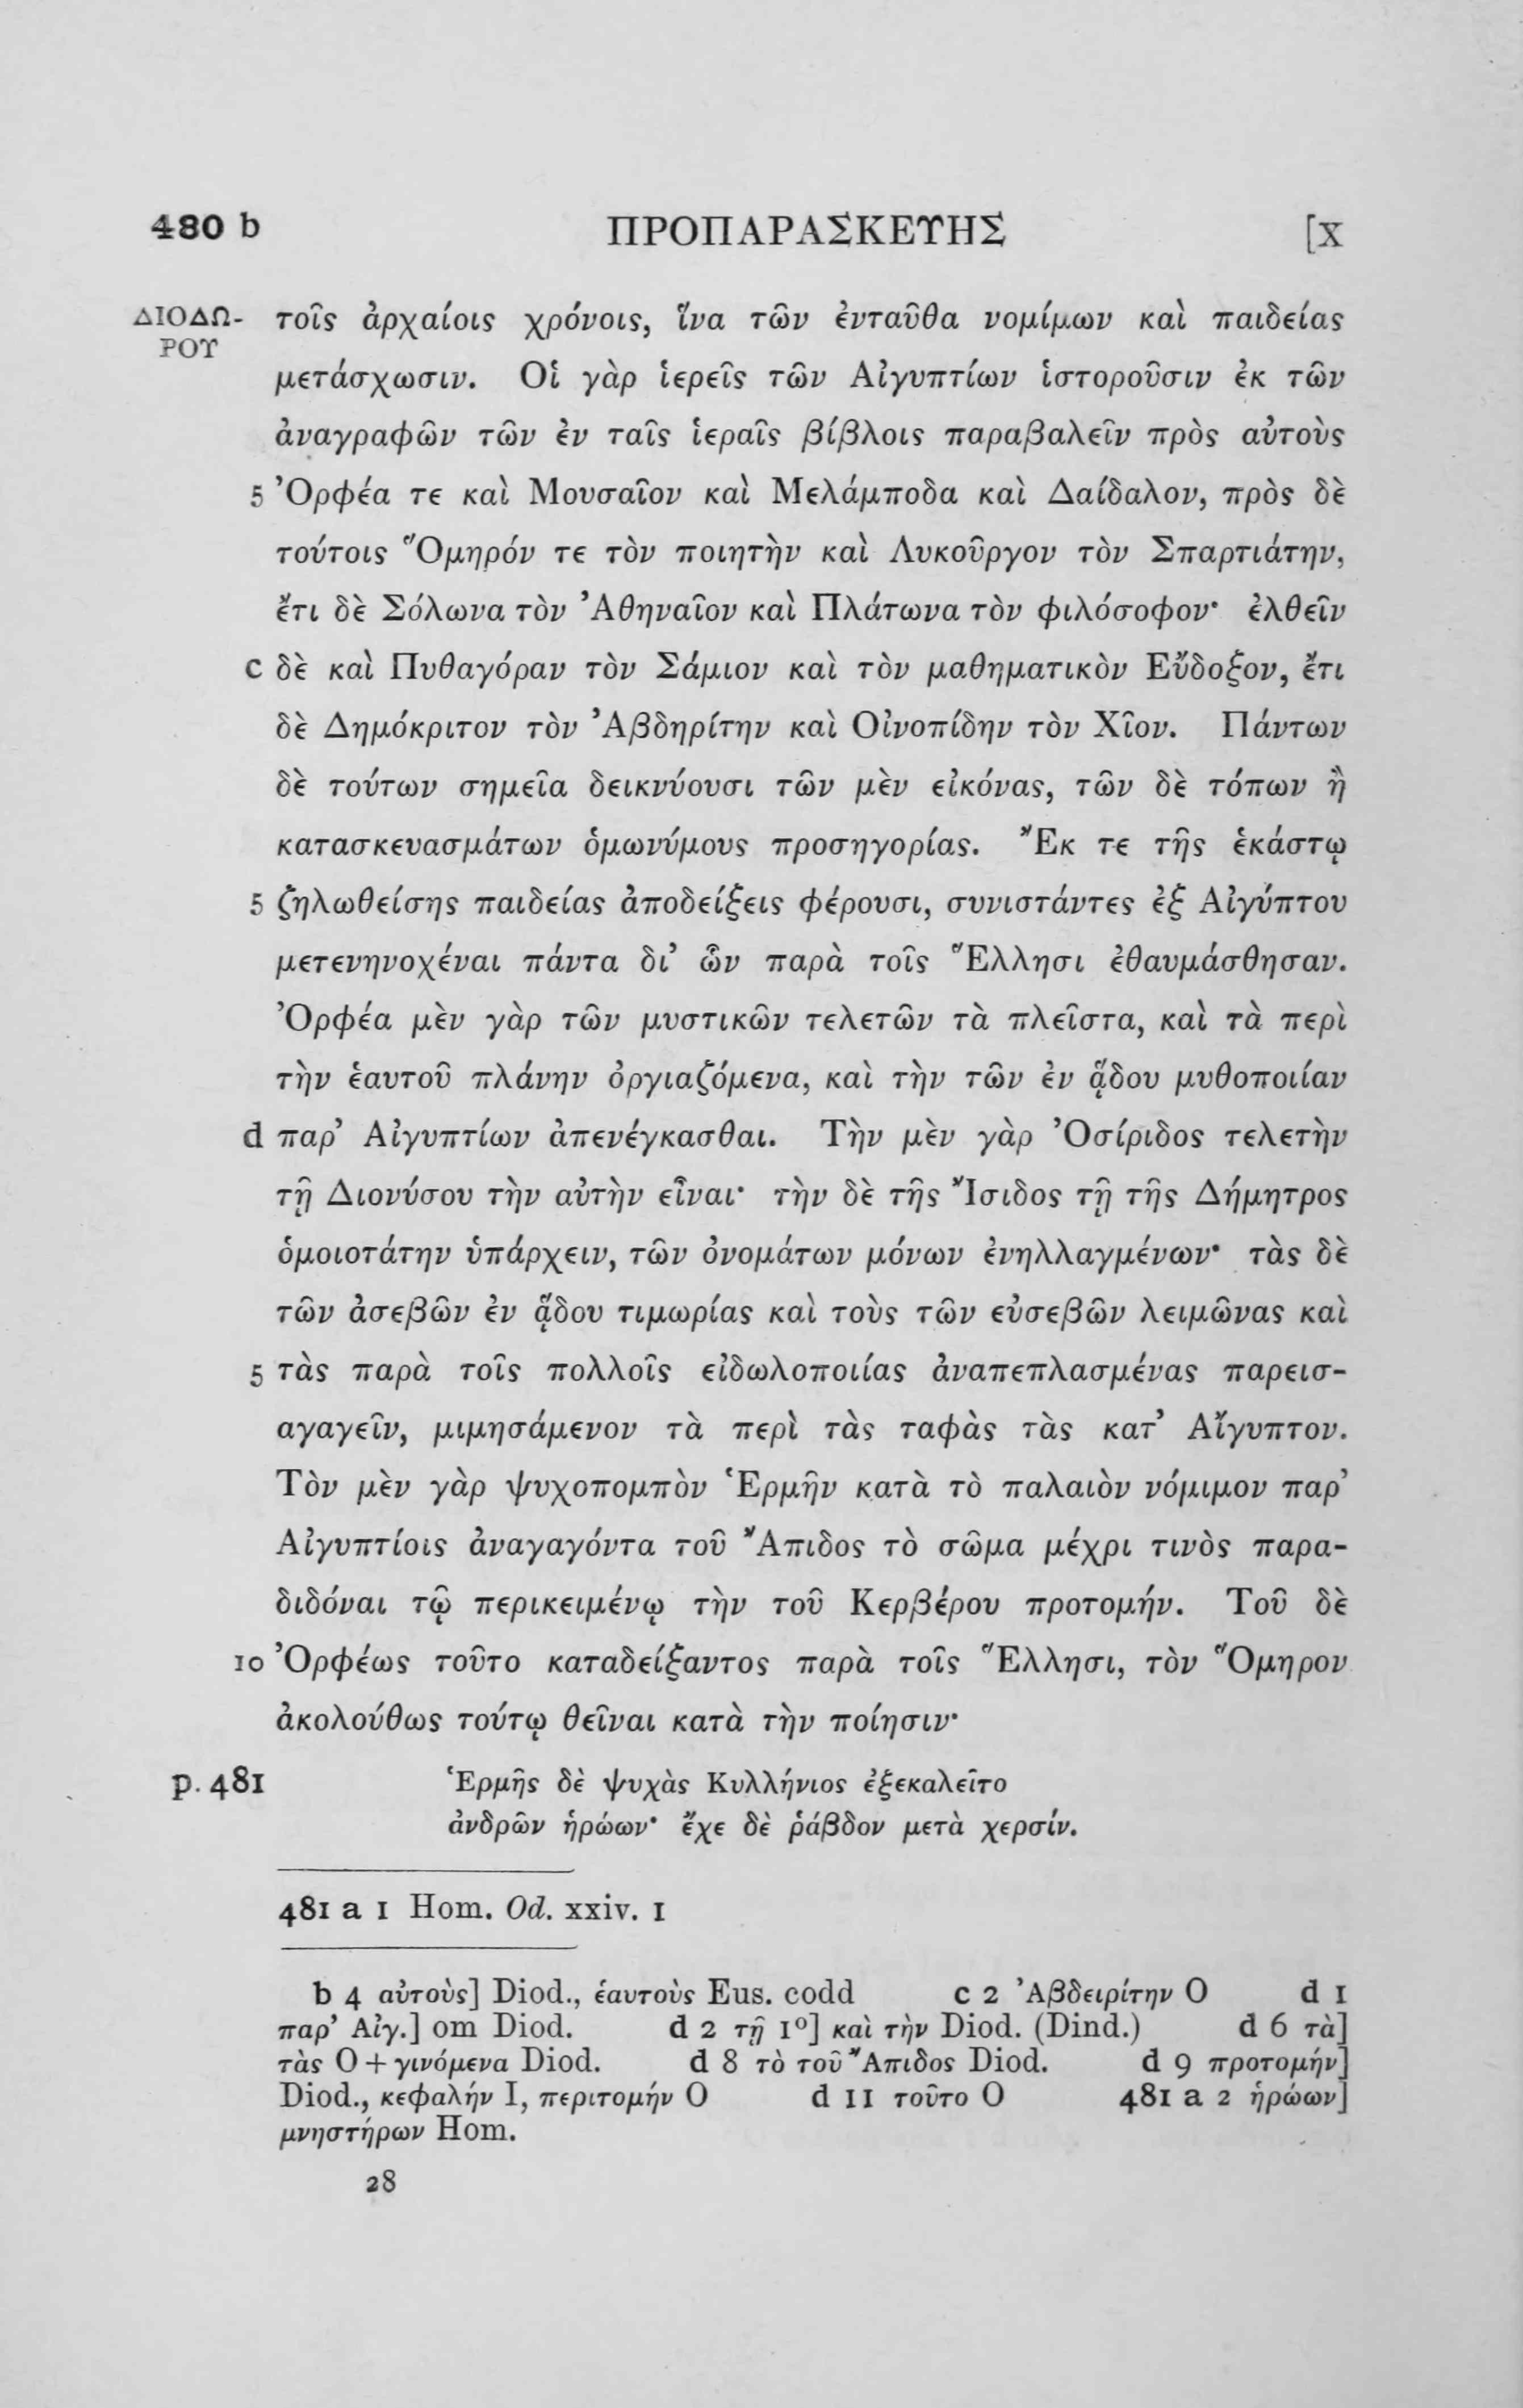 480 b ΠΡΟΠΑΡΑΣΚΕΥΗΣ [X
ΔΙΟΔΩ- τοῖς ἀρχαίοις χρόνοις, ἵνα τῶν ἐνταῦθα νομίμων καὶ παιδείας
ΡΟΥ
μετάσχωσιν. Οἱ γὰρ ἱερεῖς τῶν Αἰγυπτίων ἱστοροῦσιν ἐκ τῶν
ἀναγραφῶν τῶν ἐν ταῖς ἱεραῖς βίβλοις παραβαλεῖν πρὸς αὐτοὺς
5 Ὀρφέα τε καὶ Μουσαῖον καὶ Μελάμποδα καὶ Δαίδαλον, πρὸς δὲ
τούτοις Ὅμηρόν τε τὸν ποιητὴν καὶ Λυκοῦργον τὸν Σπαρτιάτην,
ἔτι δὲ Σόλωνα τὸν Ἀθηναῖον καὶ Πλάτωνα τὸν φιλόσοφον· ἐλθεῖν
c δὲ καὶ Πυθαγόραν τὸν Σάμιον καὶ τὸν μαθηματικὸν Εὔδοξον, ἔτι
δὲ Δημόκριτον τὸν Ἀβδηρίτην καὶ Οἰνοπίδην τὸν Χῖον. Πάντων
δὲ τούτων σημεῖα δεικνύουσι τῶν μὲν εἰκόνας, τῶν δὲ τόπων ἢ
κατασκευασμάτων ὁμωνύμους προσηγορίας. Ἔκ τε τῆς ἑκάστῳ
5 ζηλωθείσης παιδείας ἀποδείξεις φέρουσι, συνιστάντες ἐξ Αἰγύπτου
μετενηνοχέναι πάντα δι’ ὧν παρὰ τοῖς Ἕλλησι ἐθαυμάσθησαν.
Ὀρφέα μὲν γὰρ τῶν μυστικῶν τελετῶν τὰ πλεῖστα, καὶ τὰ περὶ
τὴν ἑαυτοῦ πλάνην ὀργιαζόμενα, καὶ τὴν τῶν ἐν ᾅδου μυθοποιίαν
d παρ’ Αἰγυπτίων ἀπενέγκασθαι. Τὴν μὲν γὰρ Ὀσίριδος τελετὴν
τῇ Διονύσου τὴν αὐτὴν εἶναι· τὴν δὲ τῆς Ἴσιδος τῇ τῆς Δήμητρος
ὁμοιοτάτην ὑπάρχειν, τῶν ὀνομάτων μόνων ἐνηλλαγμένων· τὰς δὲ
τῶν ἀσεβῶν ἐν ᾅδου τιμωρίας καὶ τοὺς τῶν εὐσεβῶν λειμῶνας καὶ
5 τὰς παρὰ τοῖς πολλοῖς εἰδωλοποιίας ἀναπεπλασμένας παρεισ-
αγαγεῖν, μιμησάμενον τὰ περὶ τὰς ταφὰς τὰς κατ’ Αἴγυπτον.
Τὸν μὲν γὰρ ψυχοπομπὸν Ἑρμῆν κατὰ τὸ παλαιὸν νόμιμον παρ’
Αἰγυπτίοις ἀναγαγόντα τοῦ Ἄπιδος τὸ σῶμα μέχρι τινὸς παρα-
διδόναι τῷ περικειμένῳ τὴν τοῦ Κερβέρου προτομήν. Τοῦ δὲ
10 Ὀρφέως τοῦτο καταδείξαντος παρὰ τοῖς Ἕλλησι, τὸν Ὅμηρον
ἀκολούθως τούτῳ θεῖναι κατὰ τὴν ποίησιν·
p. 481 Ἑρμῆς δὲ ψυχὰς Κυλλήνιος ἐξεκαλεῖτο
ἀνδρῶν ἡρώων· ἔχε δὲ ῥάβδον μετὰ χερσίν.
481 a 1 Hom. Od. xxiv. 1
b 4 αὐτοὺς] Diod., ἑαυτοὺς Eus. codd c 2 Ἀβδειρίτην O d 1
παρ’ Αἰγ.] om Diod. d 2 τῇ 1º] καὶ τὴν Diod. (Dind.) d 6 τὰ]
τὰς O + γινόμενα Diod. d 8 τὸ τοῦ Ἄπιδος Diod. d 9 προτομήν]
Diod., κεφαλήν I, περιτομήν O d 11 τοῦτο O 481 a 2 ἡρώων]
μνηστήρων Hom.
28